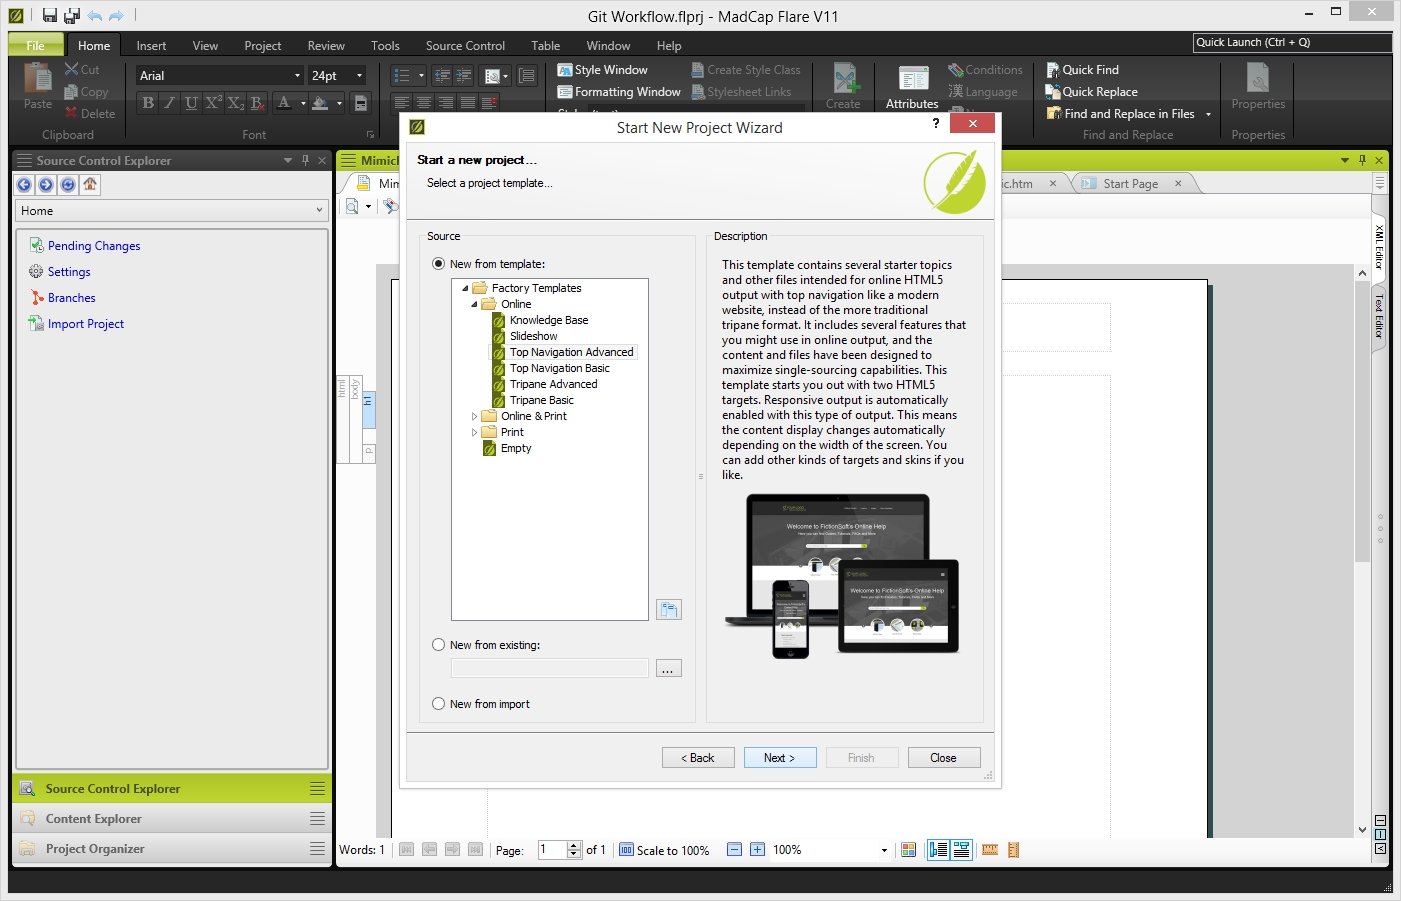 Git Workflow.flprj - MadCap Flare V11
File Home Insert View Project Review Tools Source Control Table Window Help
Quick Launch (Ctrl + Q)
Paste
Cut
Copy
Delete
Clipboard
Arial 24pt
B I U X² X₂ B A
Font
Style Window
Formatting Window
Create Style Class
Stylesheet Links
Create
Attributes
Conditions
Language
Quick Find
Quick Replace
Find and Replace in Files
Find and Replace
Properties
Properties
Source Control Explorer
Home
Pending Changes
Settings
Branches
Import Project
Source Control Explorer
Content Explorer
Project Organizer
ic.htm
Start Page
html
body
h1
p
XML Editor
Text Editor
Start New Project Wizard
?
Start a new project...
Select a project template...
Source
New from template:
Factory Templates
Online
Knowledge Base
Slideshow
Top Navigation Advanced
Top Navigation Basic
Tripane Advanced
Tripane Basic
Online & Print
Print
Empty
New from existing:
...
New from import
Description
This template contains several starter topics
and other files intended for online HTML5
output with top navigation like a modern
website, instead of the more traditional
tripane format. It includes several features that
you might use in online output, and the
content and files have been designed to
maximize single-sourcing capabilities. This
template starts you out with two HTML5
targets. Responsive output is automatically
enabled with this type of output. This means
the content display changes automatically
depending on the width of the screen. You
can add other kinds of targets and skins if you
like.
Welcome to FictionSoft's Online Help
Welcome to FictionSoft's Online Help
< Back
Next >
Finish
Close
Words: 1
Page: 1 of 1
Scale to 100%
100%